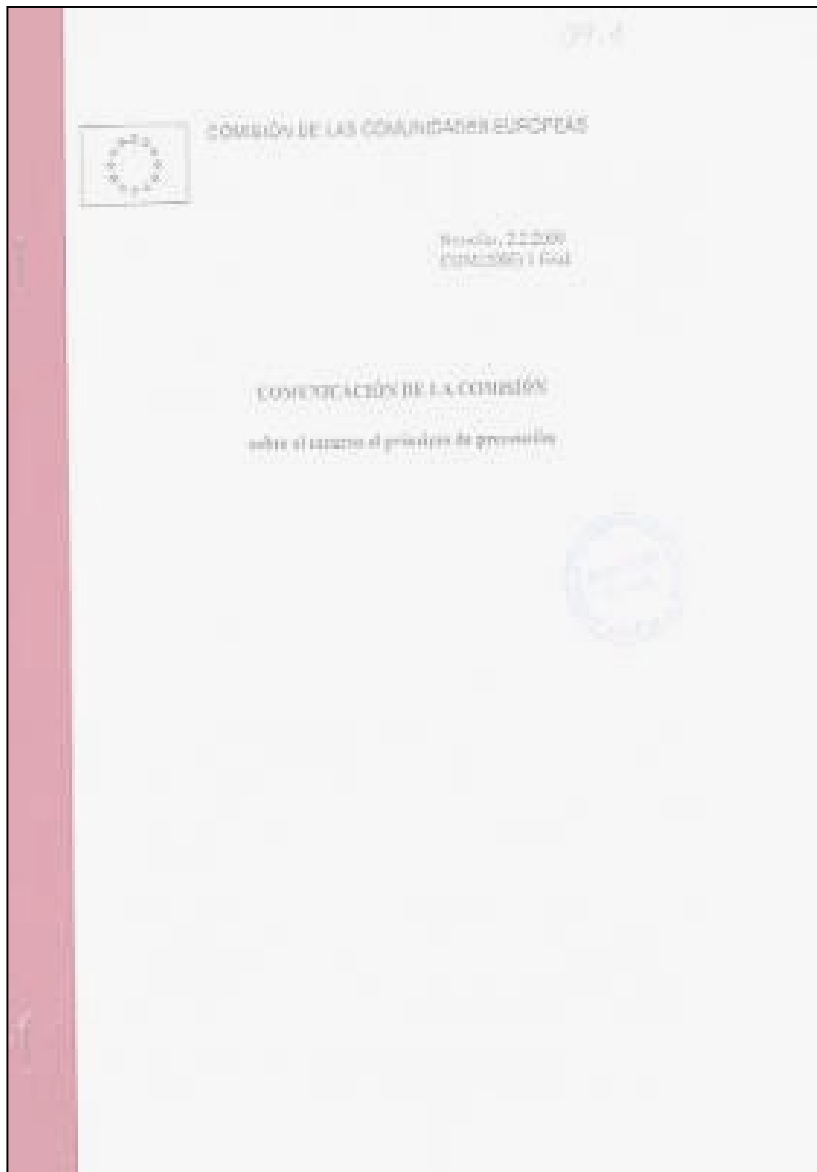 COMISIÓN DE LAS COMUNIDADES EUROPEAS
Bruselas, 2.2.2000
COM(2000) 1 final
COMUNICACIÓN DE LA COMISIÓN
sobre el recurso al principio de precaución